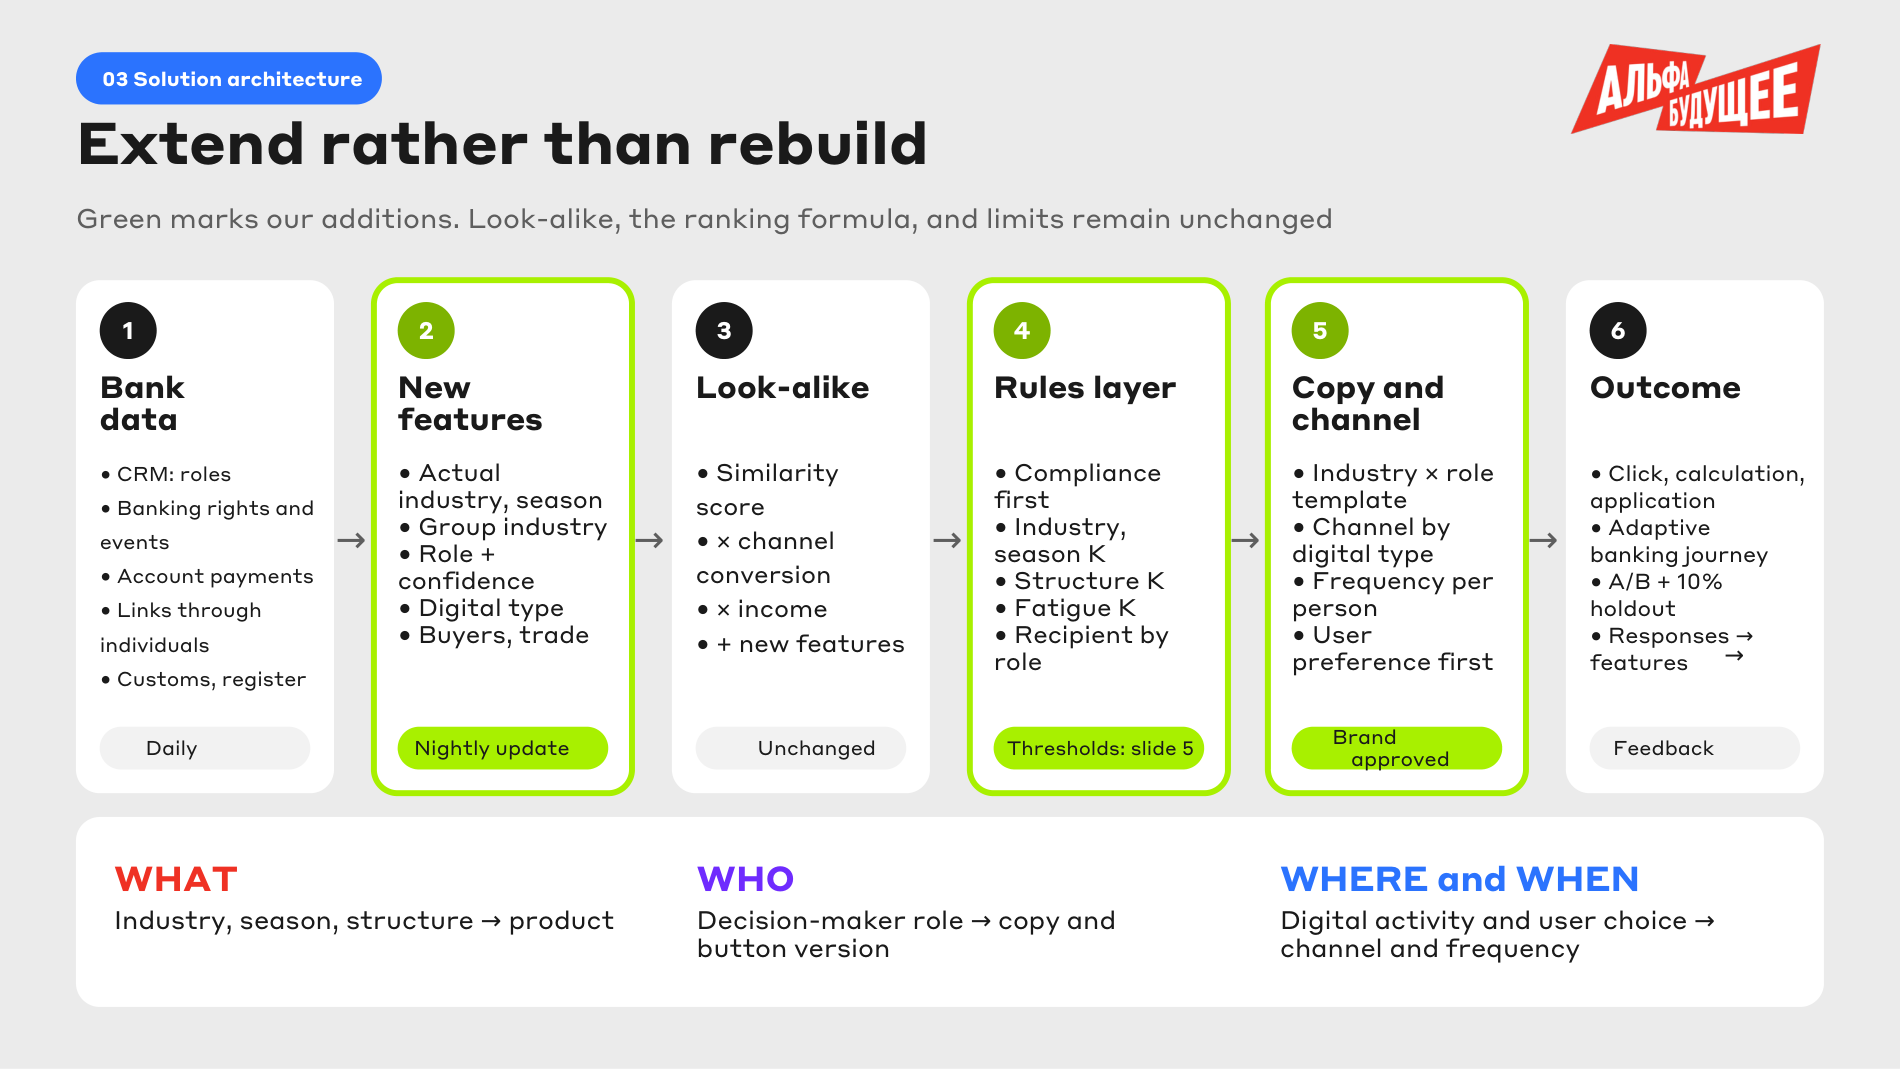 03 Solution architecture
АЛЬФА
БУДУЩЕЕ
Extend rather than rebuild
Green marks our additions. Look-alike, the ranking formula, and limits remain unchanged
1
Bank
data
• CRM: roles
• Banking rights and
events
• Account payments
• Links through
individuals
• Customs, register
Daily
→
2
New
features
• Actual
industry, season
• Group industry
• Role +
confidence
• Digital type
• Buyers, trade
Nightly update
→
3
Look-alike
• Similarity
score
• × channel
conversion
• × income
• + new features
Unchanged
→
4
Rules layer
• Compliance
first
• Industry,
season K
• Structure K
• Fatigue K
• Recipient by
role
Thresholds: slide 5
→
5
Copy and
channel
• Industry × role
template
• Channel by
digital type
• Frequency per
person
• User
preference first
Brand
approved
→
6
Outcome
• Click, calculation,
application
• Adaptive
banking journey
• A/B + 10%
holdout
• Responses →
features →
Feedback
WHAT
Industry, season, structure → product
WHO
Decision-maker role → copy and
button version
WHERE and WHEN
Digital activity and user choice →
channel and frequency